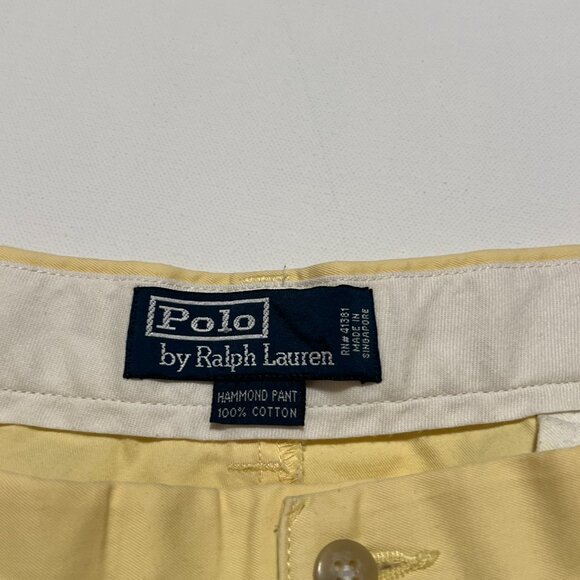 Polo
by Ralph Lauren
RN# 41381
MADE IN
SINGAPORE
HAMMOND PANT
100% COTTON